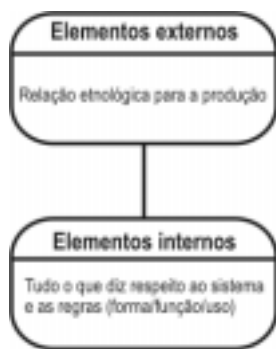 Elementos externos
Relação etnológica para a produção
Elementos internos
Tudo o que diz respeito ao sistema
e as regras (forma/função/uso)